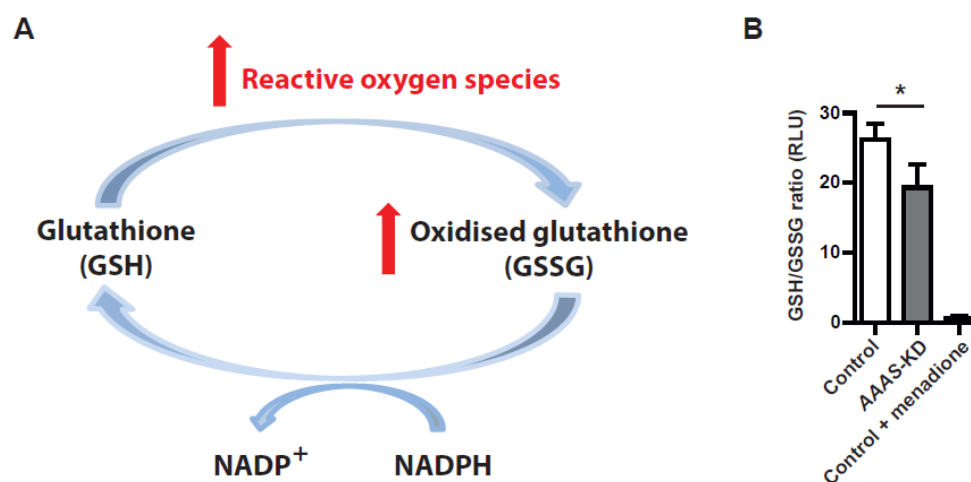 A
Reactive oxygen species
Glutathione
(GSH)
Oxidised glutathione
(GSSG)
NADP+
NADPH
B
*
GSH/GSSG ratio (RLU)
30
20
10
0
Control
AAAS-KD
Control + menadione